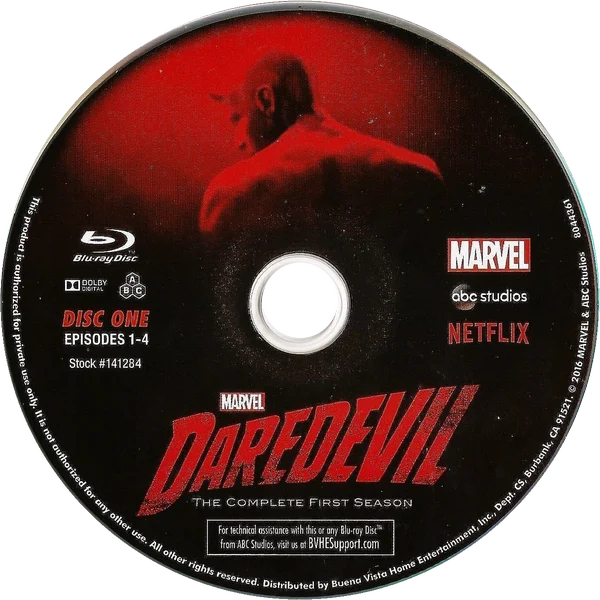 Blu-ray Disc™
DOLBY
DIGITAL
A
B C
DISC ONE
EPISODES 1-4
Stock #141284
MARVEL
abc studios
NETFLIX
MARVEL
DAREDEVIL
THE COMPLETE FIRST SEASON
For technical assistance with this or any Blu-ray Disc™
from ABC Studios, visit us at BVHESupport.com
This product is authorized for private use only. It is not authorized for any other use. All other rights reserved. Distributed by Buena Vista Home Entertainment, Inc., Dept. CS, Burbank, CA 91521. © 2016 MARVEL & ABC Studios
8044361